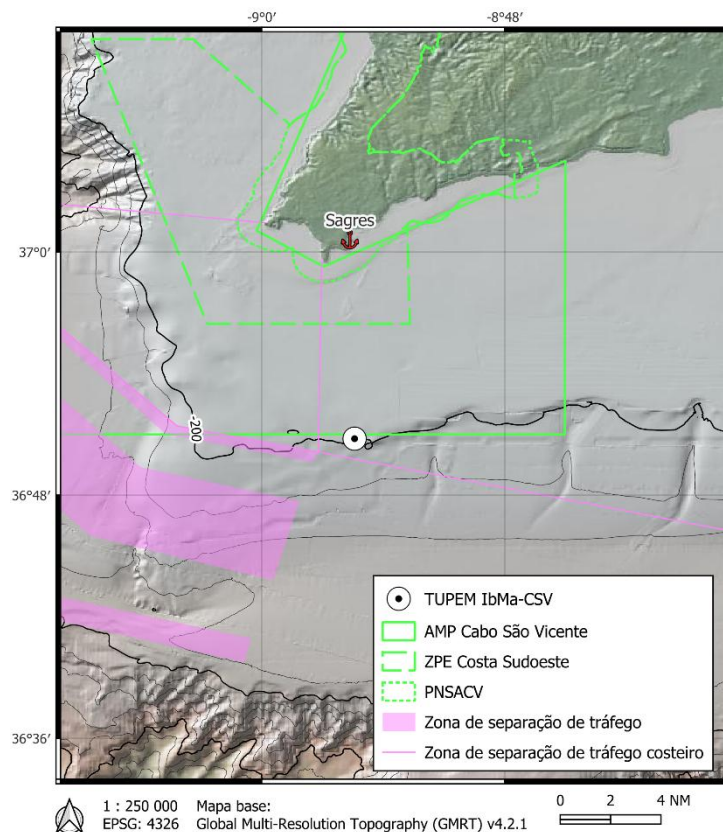 -9°0′
-8°48′
Sagres
37°0′
-200
36°48′
TUPEM IbMa-CSV
AMP Cabo São Vicente
ZPE Costa Sudoeste
PNSACV
Zona de separação de tráfego
Zona de separação de tráfego costeiro
36°36′
1 : 250 000 Mapa base:
EPSG: 4326 Global Multi-Resolution Topography (GMRT) v4.2.1
0 2 4 NM